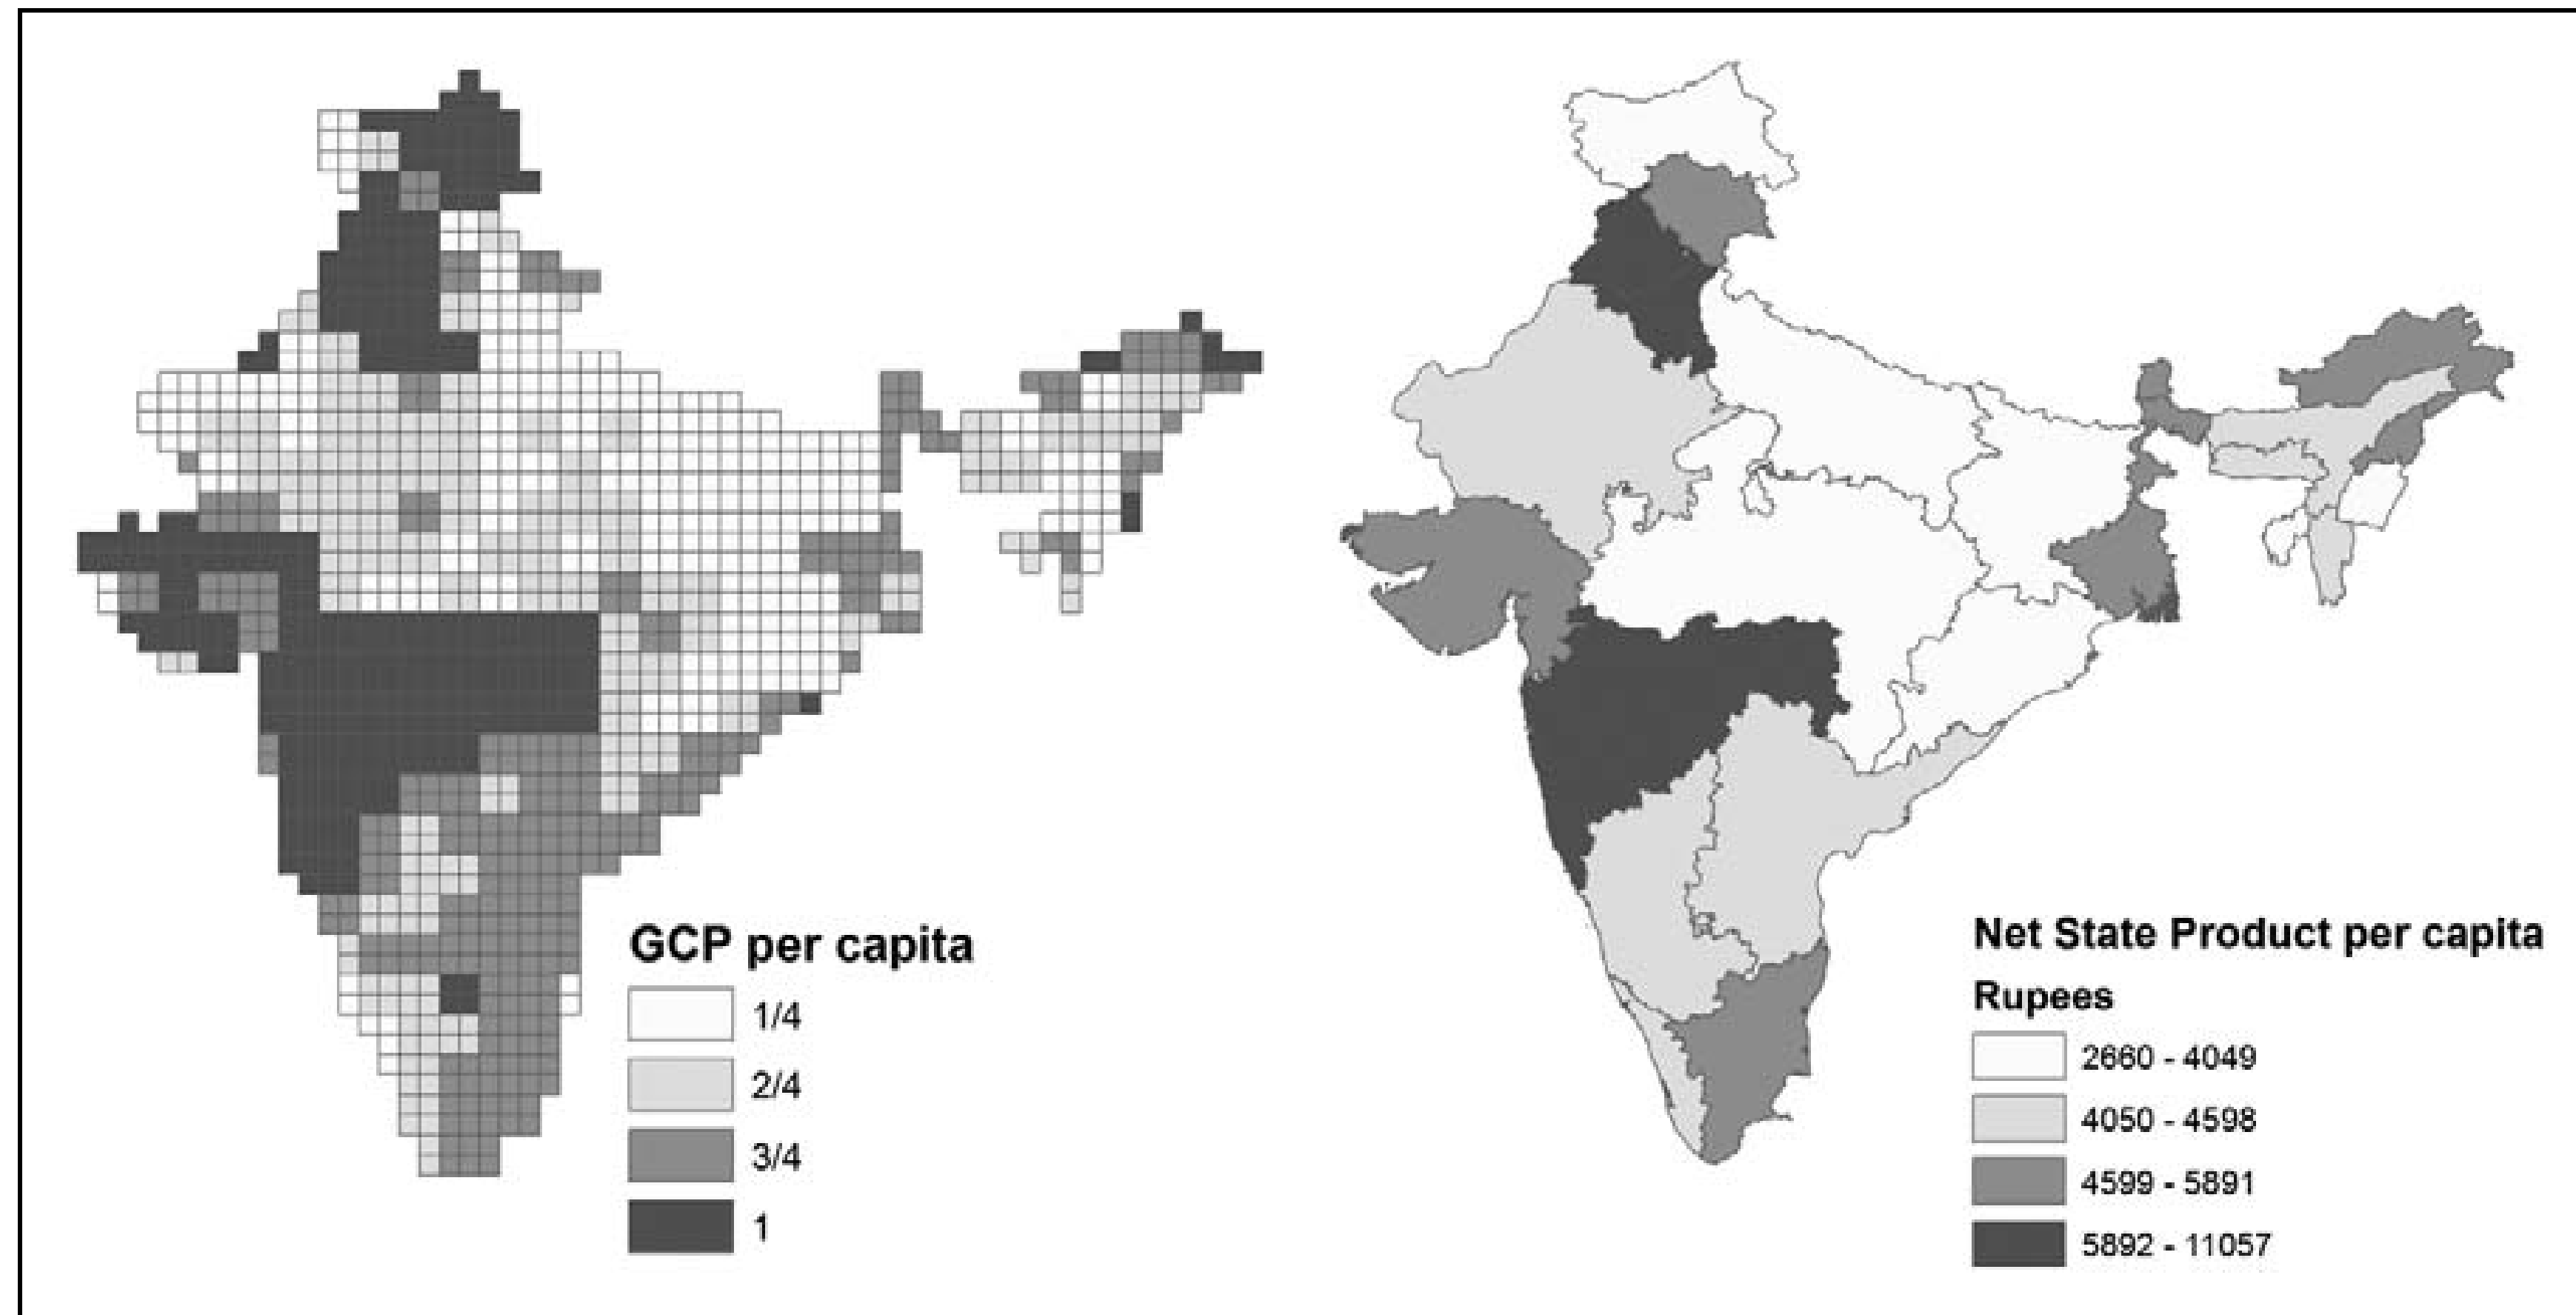 GCP per capita
1/4
2/4
3/4
1
Net State Product per capita
Rupees
2660 - 4049
4050 - 4598
4599 - 5891
5892 - 11057